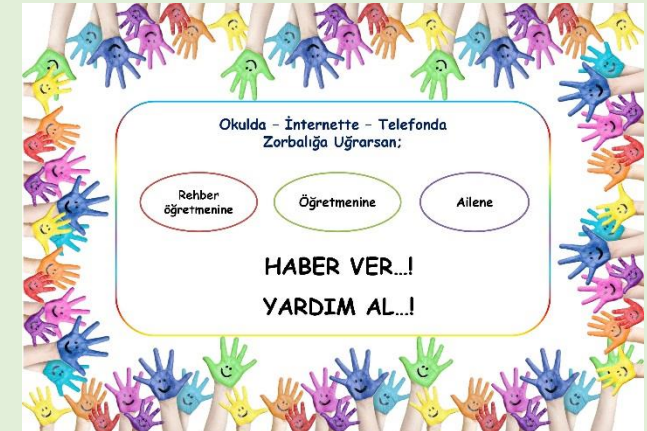 Okulda – İnternette – Telefonda
Zorbalığa Uğrarsan;
Rehber
öğretmenine
Öğretmenine
Ailene
HABER VER...!
YARDIM AL...!